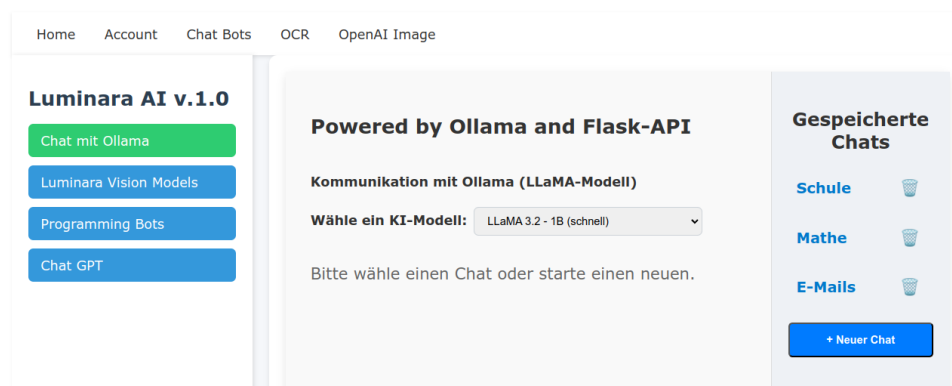 Home Account Chat Bots OCR OpenAI Image
Luminara AI v.1.0
Chat mit Ollama
Luminara Vision Models
Programming Bots
Chat GPT
Powered by Ollama and Flask-API
Kommunikation mit Ollama (LLaMA-Modell)
Wähle ein KI-Modell: LLaMA 3.2 - 1B (schnell)
Bitte wähle einen Chat oder starte einen neuen.
Gespeicherte
Chats
Schule
Mathe
E-Mails
+ Neuer Chat